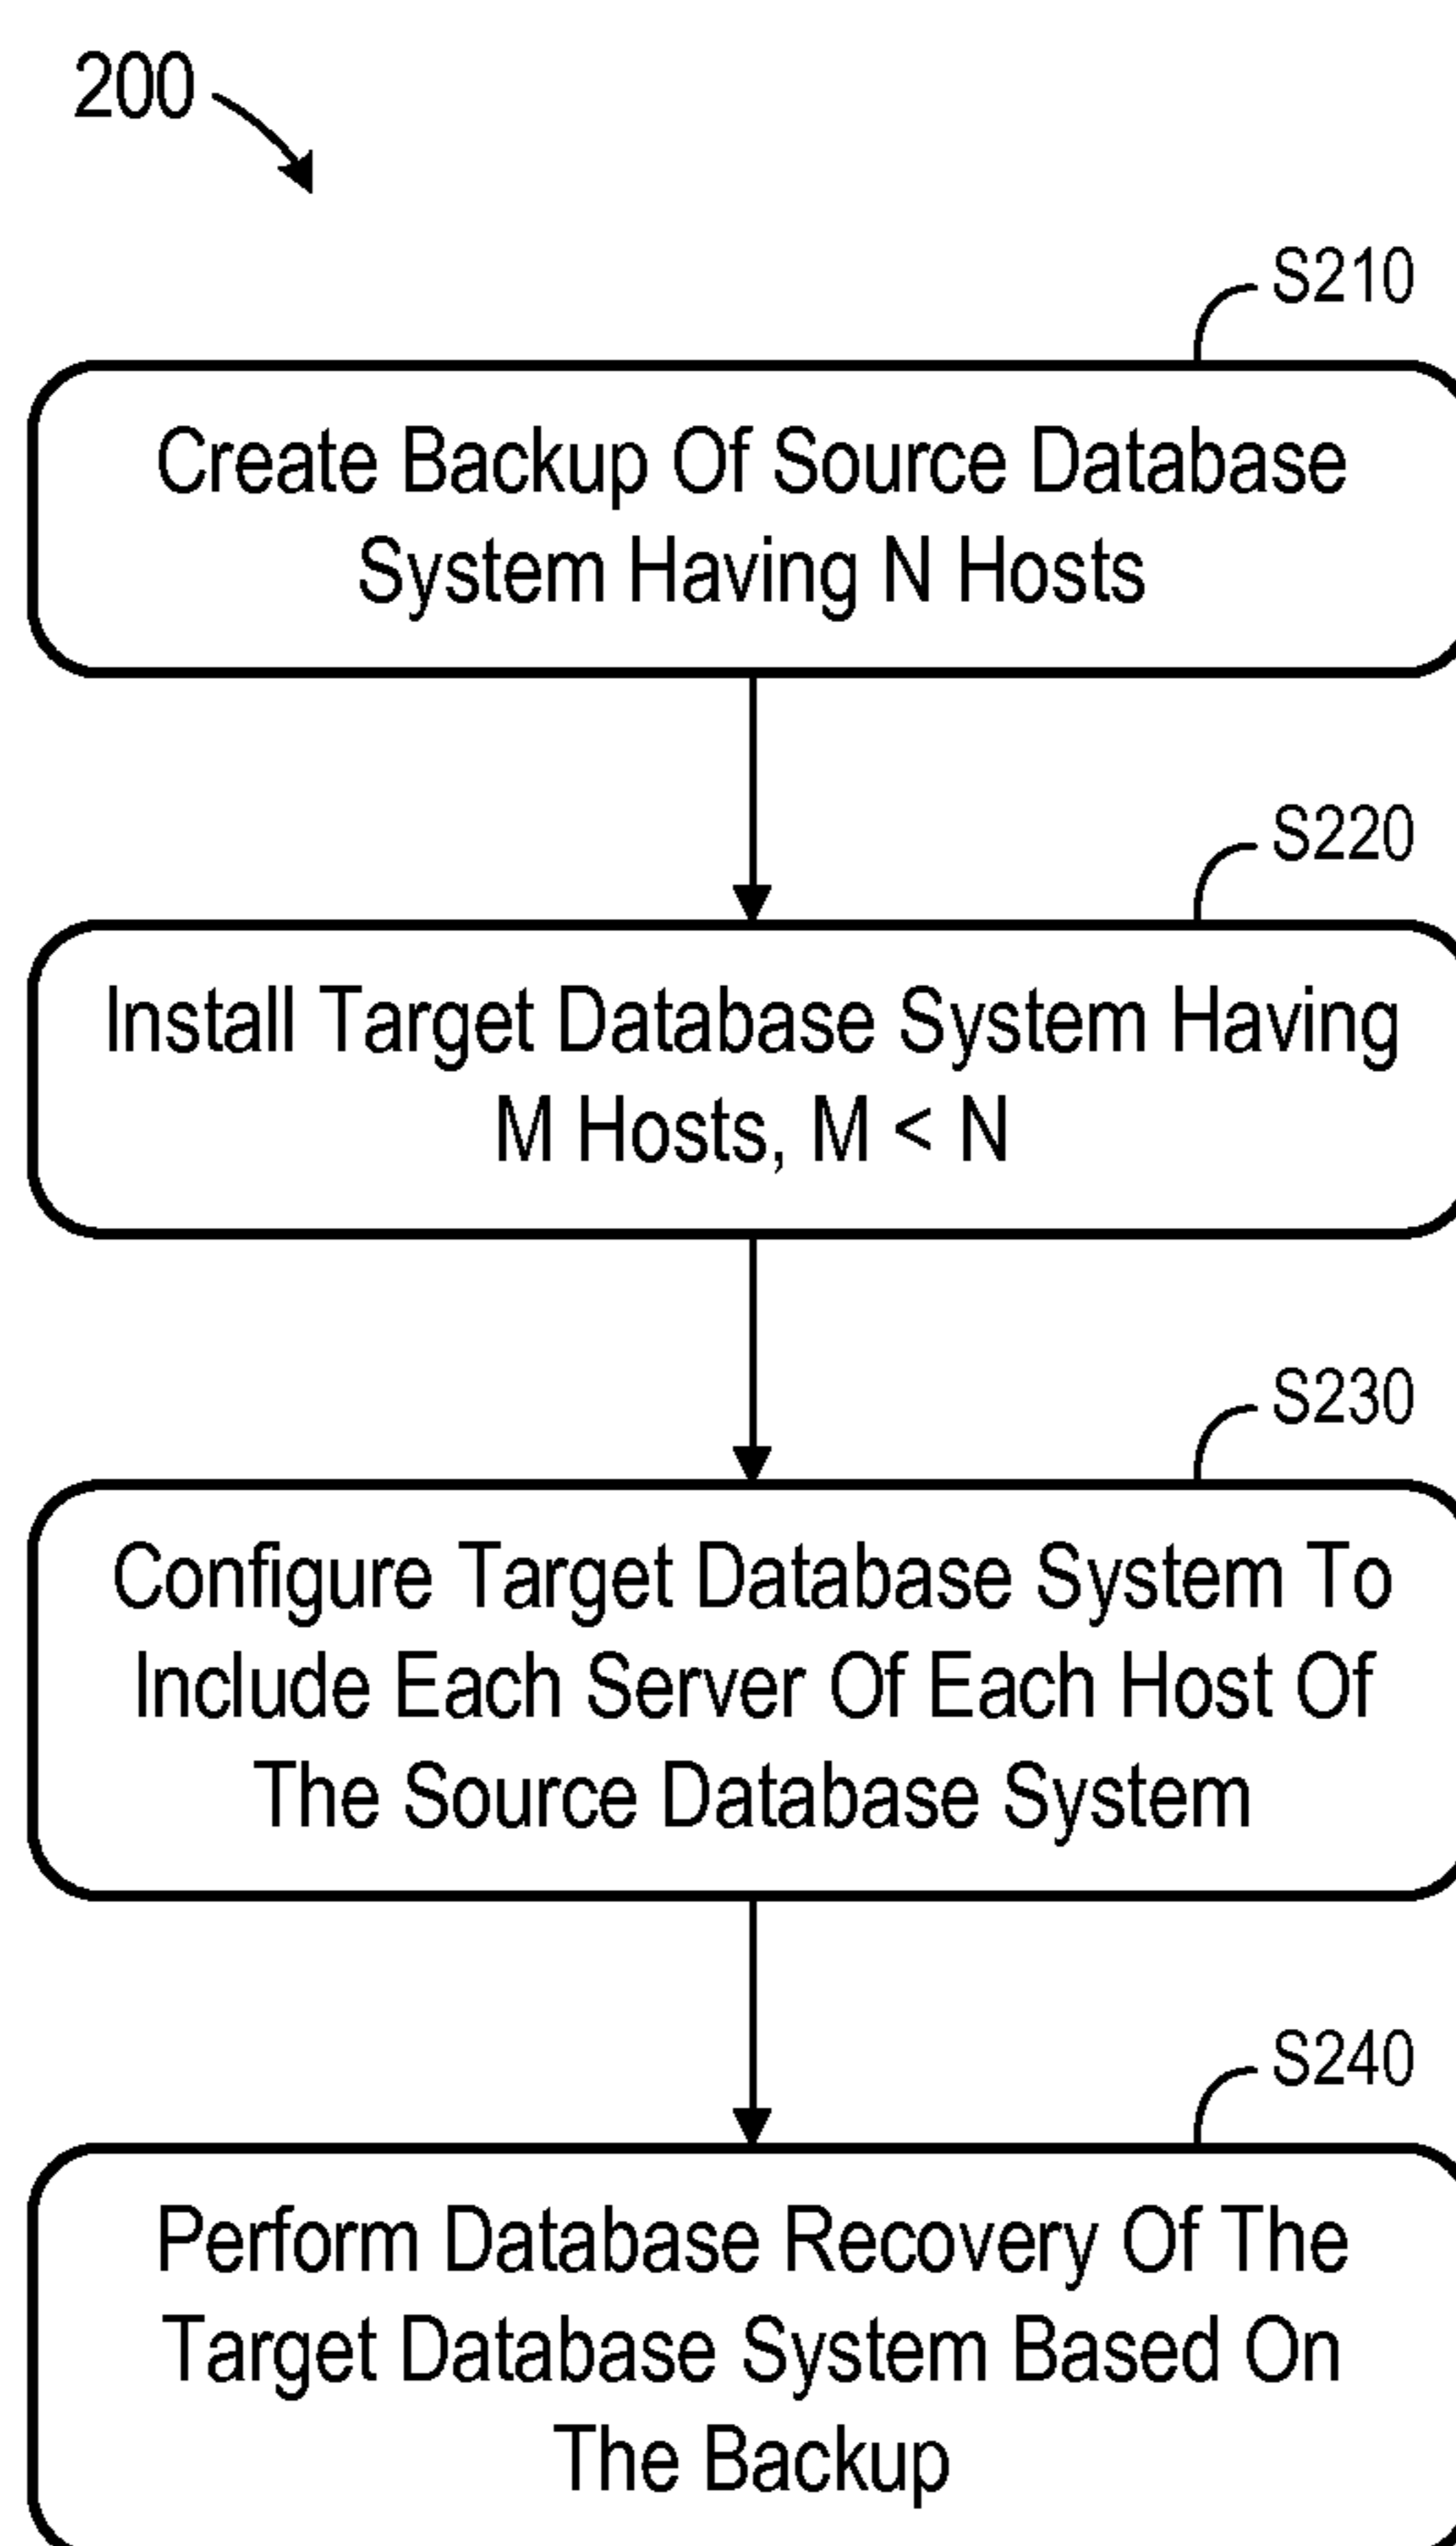 200
S210
Create Backup Of Source Database
System Having N Hosts
S220
Install Target Database System Having
M Hosts, M < N
S230
Configure Target Database System To
Include Each Server Of Each Host Of
The Source Database System
S240
Perform Database Recovery Of The
Target Database System Based On
The Backup